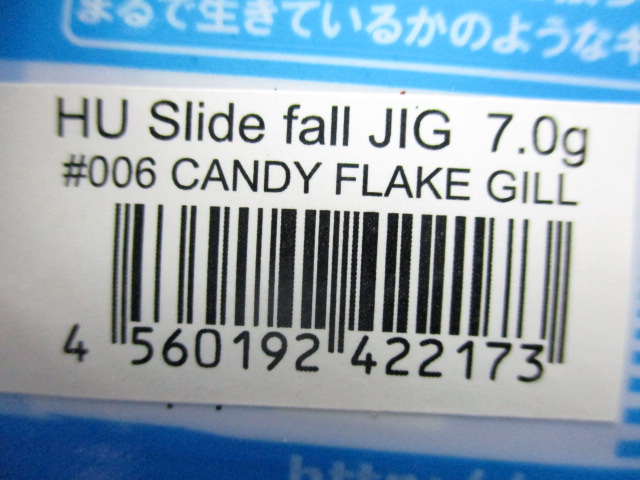 まるで生きているかのような
HU Slide fall JIG 7.0g
#006 CANDY FLAKE GILL
4 560192 422173